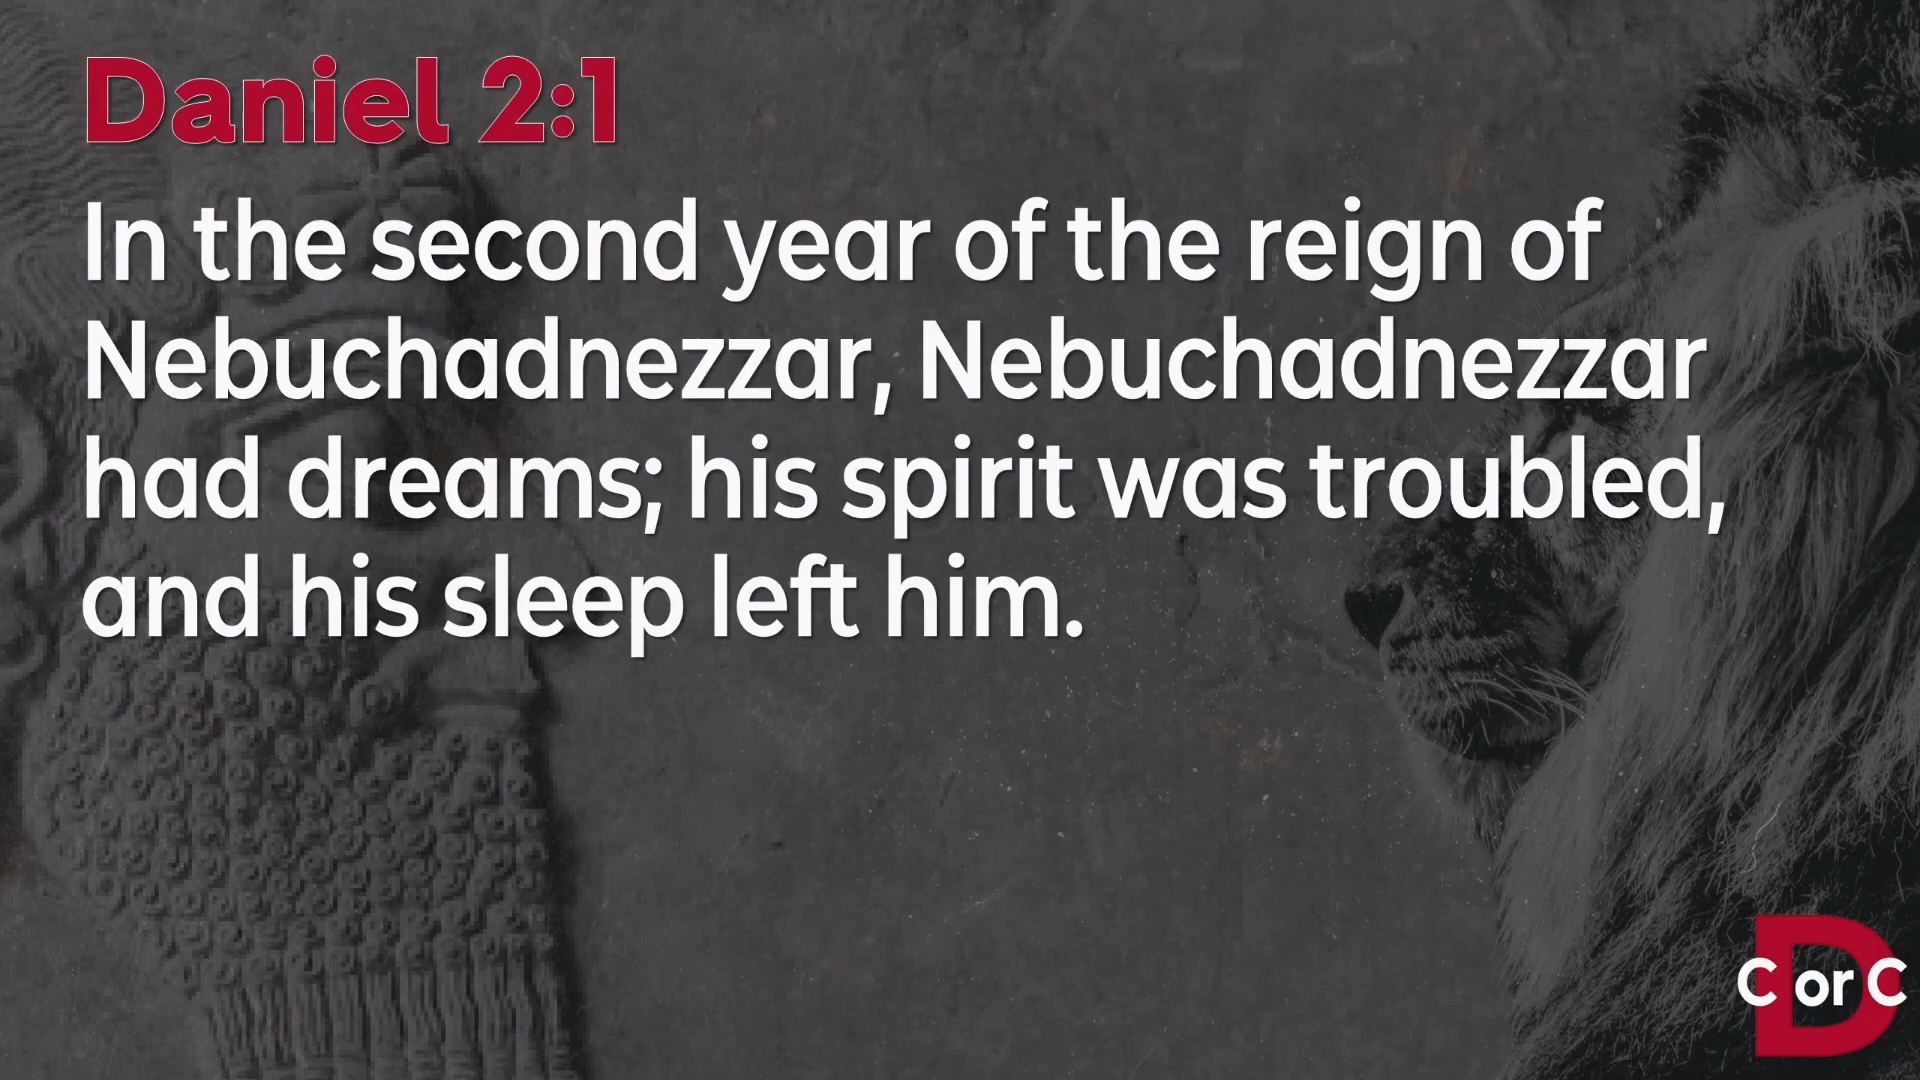 Daniel 2:1
In the second year of the reign of
Nebuchadnezzar, Nebuchadnezzar
had dreams; his spirit was troubled,
and his sleep left him.
D
C or C